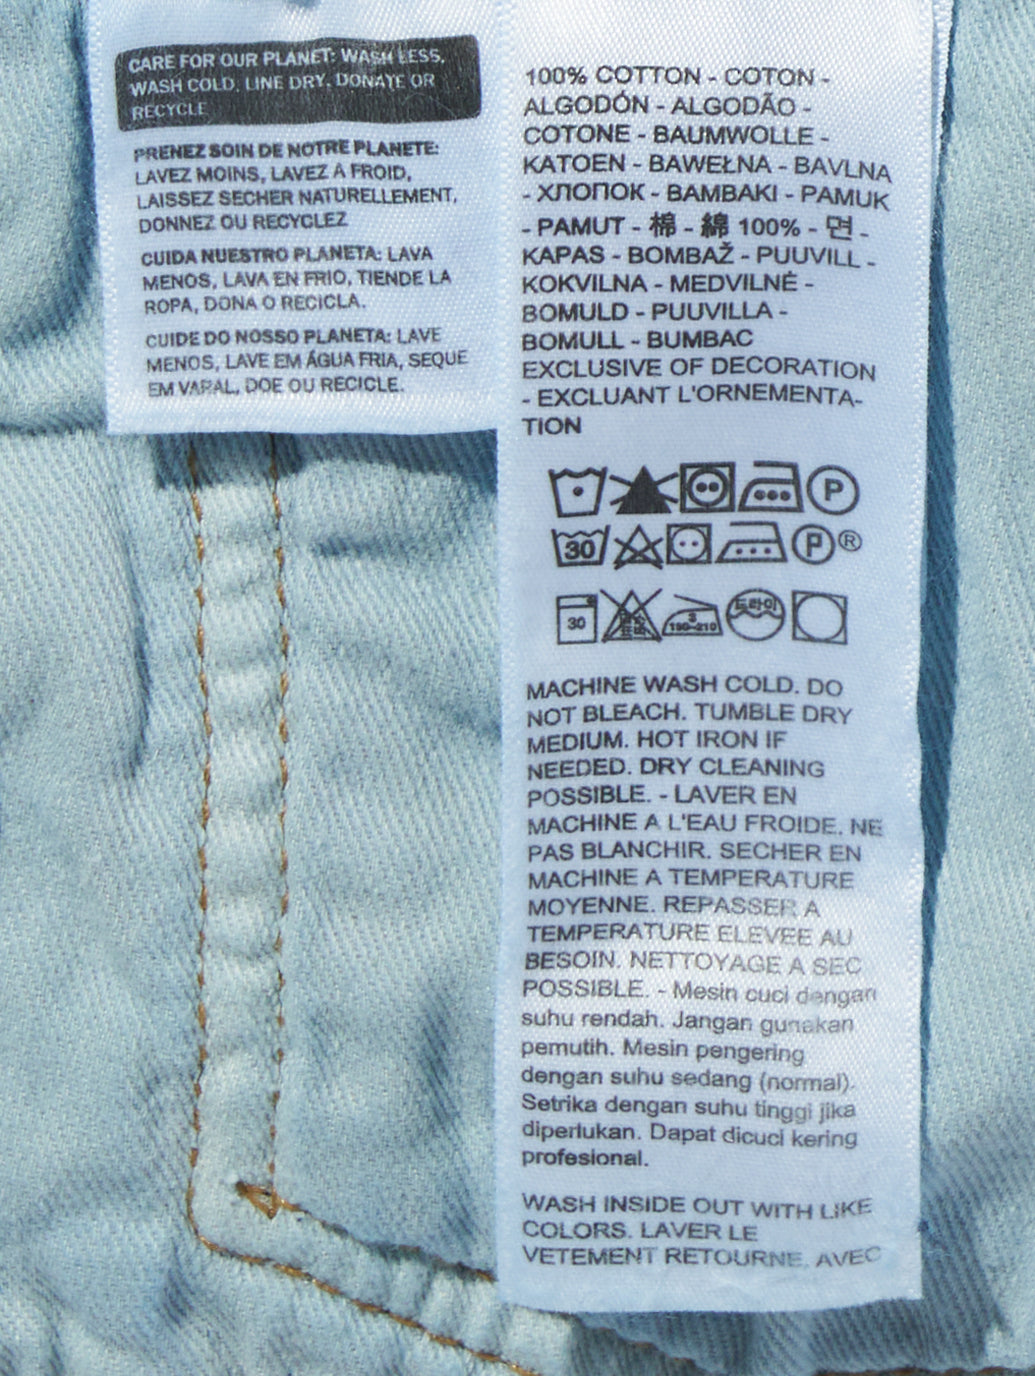 CARE FOR OUR PLANET: WASH LESS,
WASH COLD, LINE DRY, DONATE OR
RECYCLE
PRENEZ SOIN DE NOTRE PLANETE:
LAVEZ MOINS, LAVEZ À FROID,
LAISSEZ SECHER NATURELLEMENT,
DONNEZ OU RECYCLEZ
CUIDA NUESTRO PLANETA: LAVA
MENOS, LAVA EN FRIO, TIENDE LA
ROPA, DONA O RECICLA.
CUIDE DO NOSSO PLANETA: LAVE
MENOS, LAVE EM ÁGUA FRIA, SEQUE
EM VARAL, DOE OU RECICLE.
100% COTTON - COTON -
ALGODÓN - ALGODÃO -
COTONE - BAUMWOLLE -
KATOEN - BAWEŁNA - BAVLNA
- ХЛОПОК - BAMBAKI - PAMUK
- PAMUT - 棉 - 綿 100% - 면 -
KAPAS - BOMBAŽ - PUUVILL -
KOKVILNA - MEDVILNĖ -
BOMULD - PUUVILLA -
BOMULL - BUMBAC
EXCLUSIVE OF DECORATION
- EXCLUANT L'ORNEMENTA-
TION
P
30 P®
30 3 180~210 드라이
MACHINE WASH COLD. DO
NOT BLEACH. TUMBLE DRY
MEDIUM. HOT IRON IF
NEEDED. DRY CLEANING
POSSIBLE. - LAVER EN
MACHINE A L'EAU FROIDE. NE
PAS BLANCHIR. SECHER EN
MACHINE A TEMPERATURE
MOYENNE. REPASSER A
TEMPERATURE ELEVEE AU
BESOIN. NETTOYAGE A SEC
POSSIBLE. - Mesin cuci dengan
suhu rendah. Jangan gunakan
pemutih. Mesin pengering
dengan suhu sedang (normal).
Setrika dengan suhu tinggi jika
diperlukan. Dapat dicuci kering
profesional.
WASH INSIDE OUT WITH LIKE
COLORS. LAVER LE
VETEMENT RETOURNE, AVEC